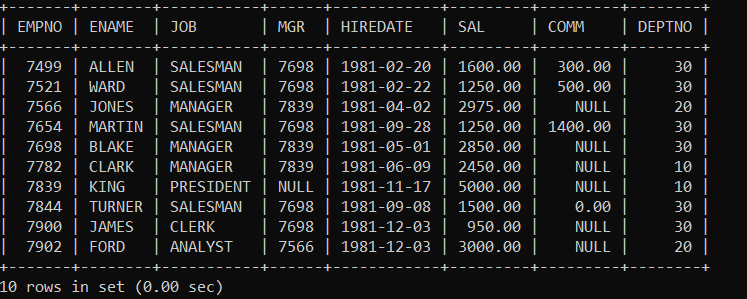 +-------+--------+-----------+------+------------+---------+---------+--------+
| EMPNO | ENAME  | JOB       | MGR  | HIREDATE   | SAL     | COMM    | DEPTNO |
+-------+--------+-----------+------+------------+---------+---------+--------+
|  7499 | ALLEN  | SALESMAN  | 7698 | 1981-02-20 | 1600.00 |  300.00 |     30 |
|  7521 | WARD   | SALESMAN  | 7698 | 1981-02-22 | 1250.00 |  500.00 |     30 |
|  7566 | JONES  | MANAGER   | 7839 | 1981-04-02 | 2975.00 |    NULL |     20 |
|  7654 | MARTIN | SALESMAN  | 7698 | 1981-09-28 | 1250.00 | 1400.00 |     30 |
|  7698 | BLAKE  | MANAGER   | 7839 | 1981-05-01 | 2850.00 |    NULL |     30 |
|  7782 | CLARK  | MANAGER   | 7839 | 1981-06-09 | 2450.00 |    NULL |     10 |
|  7839 | KING   | PRESIDENT | NULL | 1981-11-17 | 5000.00 |    NULL |     10 |
|  7844 | TURNER | SALESMAN  | 7698 | 1981-09-08 | 1500.00 |    0.00 |     30 |
|  7900 | JAMES  | CLERK     | 7698 | 1981-12-03 |  950.00 |    NULL |     30 |
|  7902 | FORD   | ANALYST   | 7566 | 1981-12-03 | 3000.00 |    NULL |     20 |
+-------+--------+-----------+------+------------+---------+---------+--------+
10 rows in set (0.00 sec)